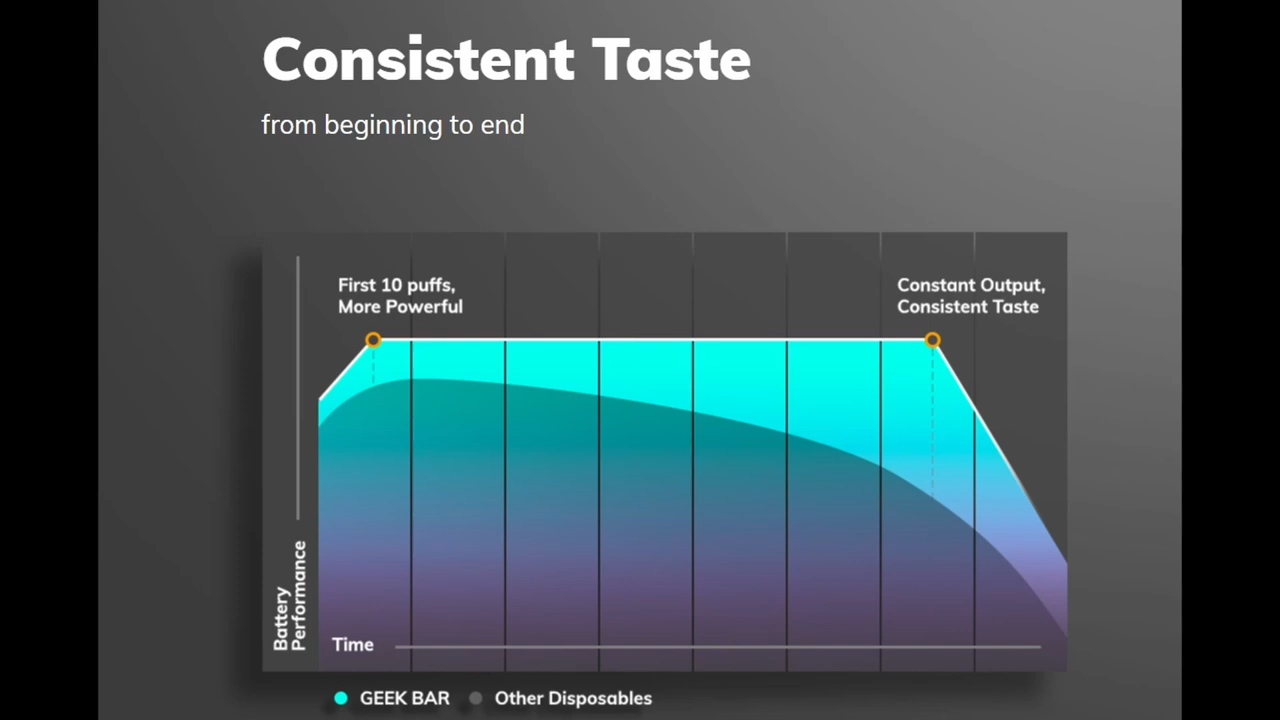 Consistent Taste
from beginning to end
First 10 puffs,
More Powerful
Constant Output,
Consistent Taste
Battery
Performance
Time
GEEK BAR
Other Disposables